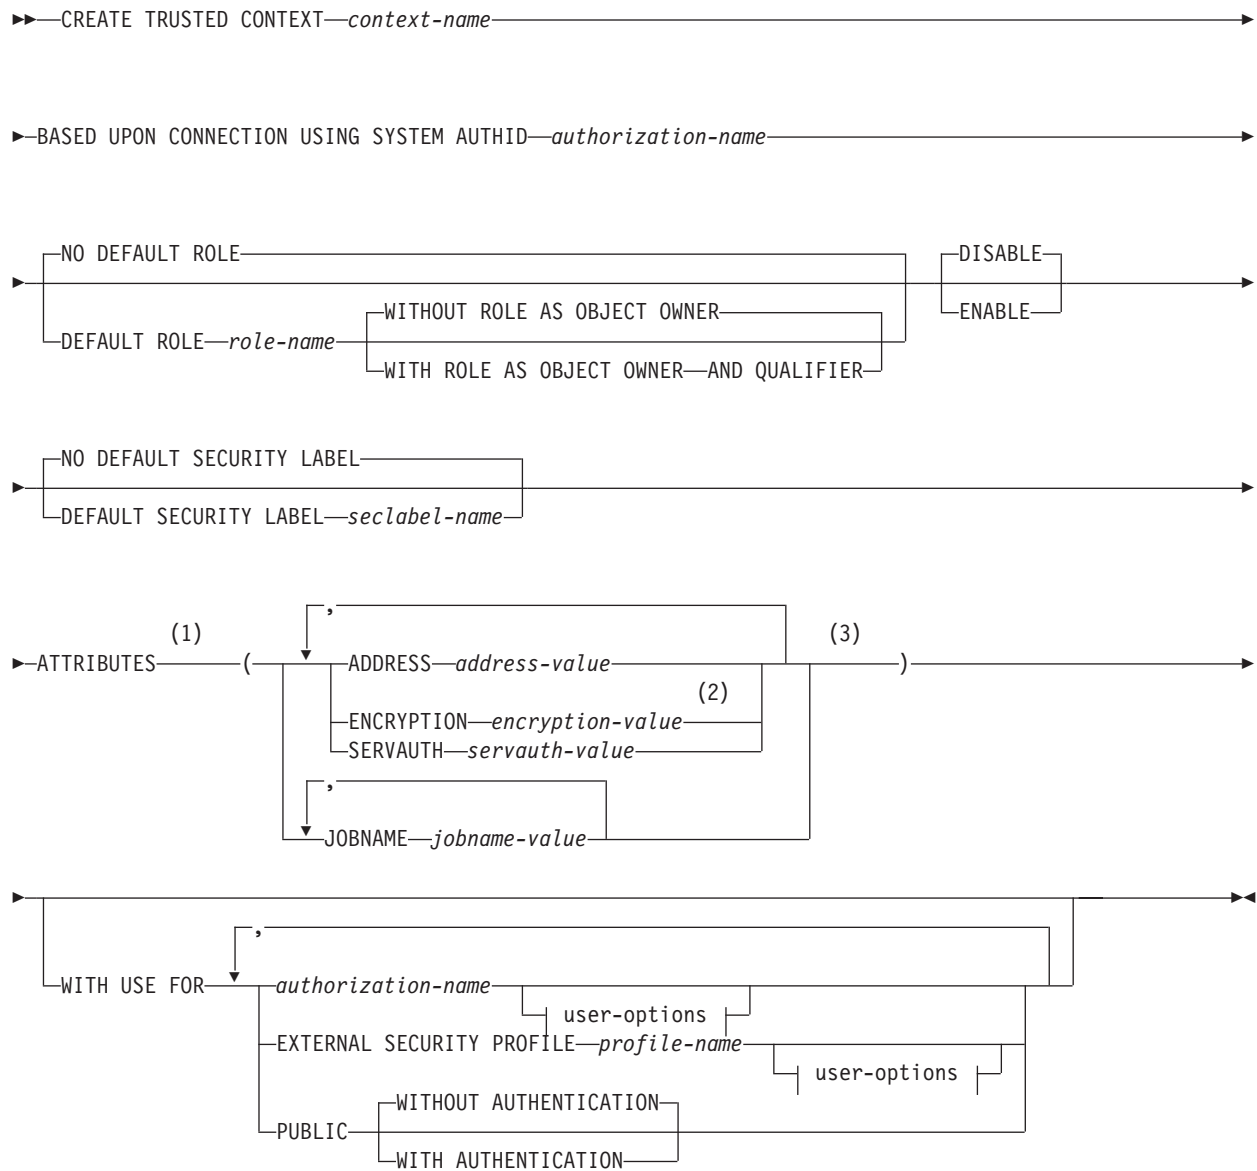 CREATE TRUSTED CONTEXT context-name
BASED UPON CONNECTION USING SYSTEM AUTHID authorization-name
NO DEFAULT ROLE
DEFAULT ROLE role-name
WITHOUT ROLE AS OBJECT OWNER
WITH ROLE AS OBJECT OWNER AND QUALIFIER
DISABLE
ENABLE
NO DEFAULT SECURITY LABEL
DEFAULT SECURITY LABEL seclabel-name
ATTRIBUTES (1) (
,
ADDRESS address-value
ENCRYPTION encryption-value (2)
SERVAUTH servauth-value
,
JOBNAME jobname-value
(3) )
WITH USE FOR
,
authorization-name
user-options
EXTERNAL SECURITY PROFILE profile-name
user-options
PUBLIC
WITHOUT AUTHENTICATION
WITH AUTHENTICATION